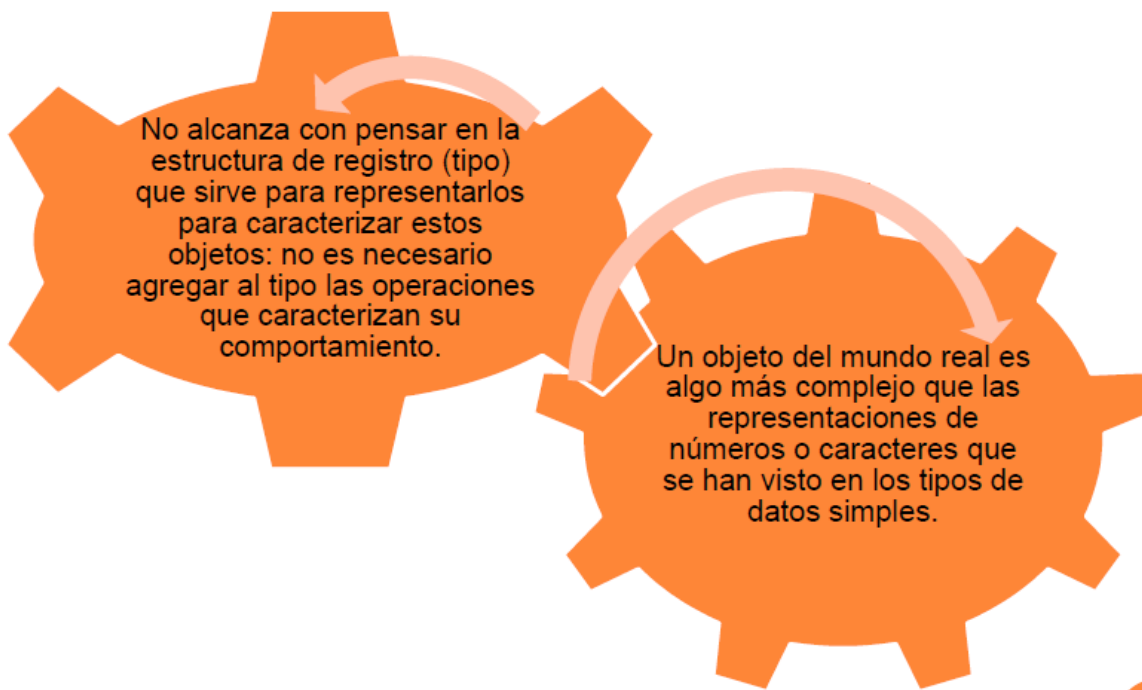 No alcanza con pensar en la
estructura de registro (tipo)
que sirve para representarlos
para caracterizar estos
objetos: no es necesario
agregar al tipo las operaciones
que caracterizan su
comportamiento.
Un objeto del mundo real es
algo más complejo que las
representaciones de
números o caracteres que
se han visto en los tipos de
datos simples.